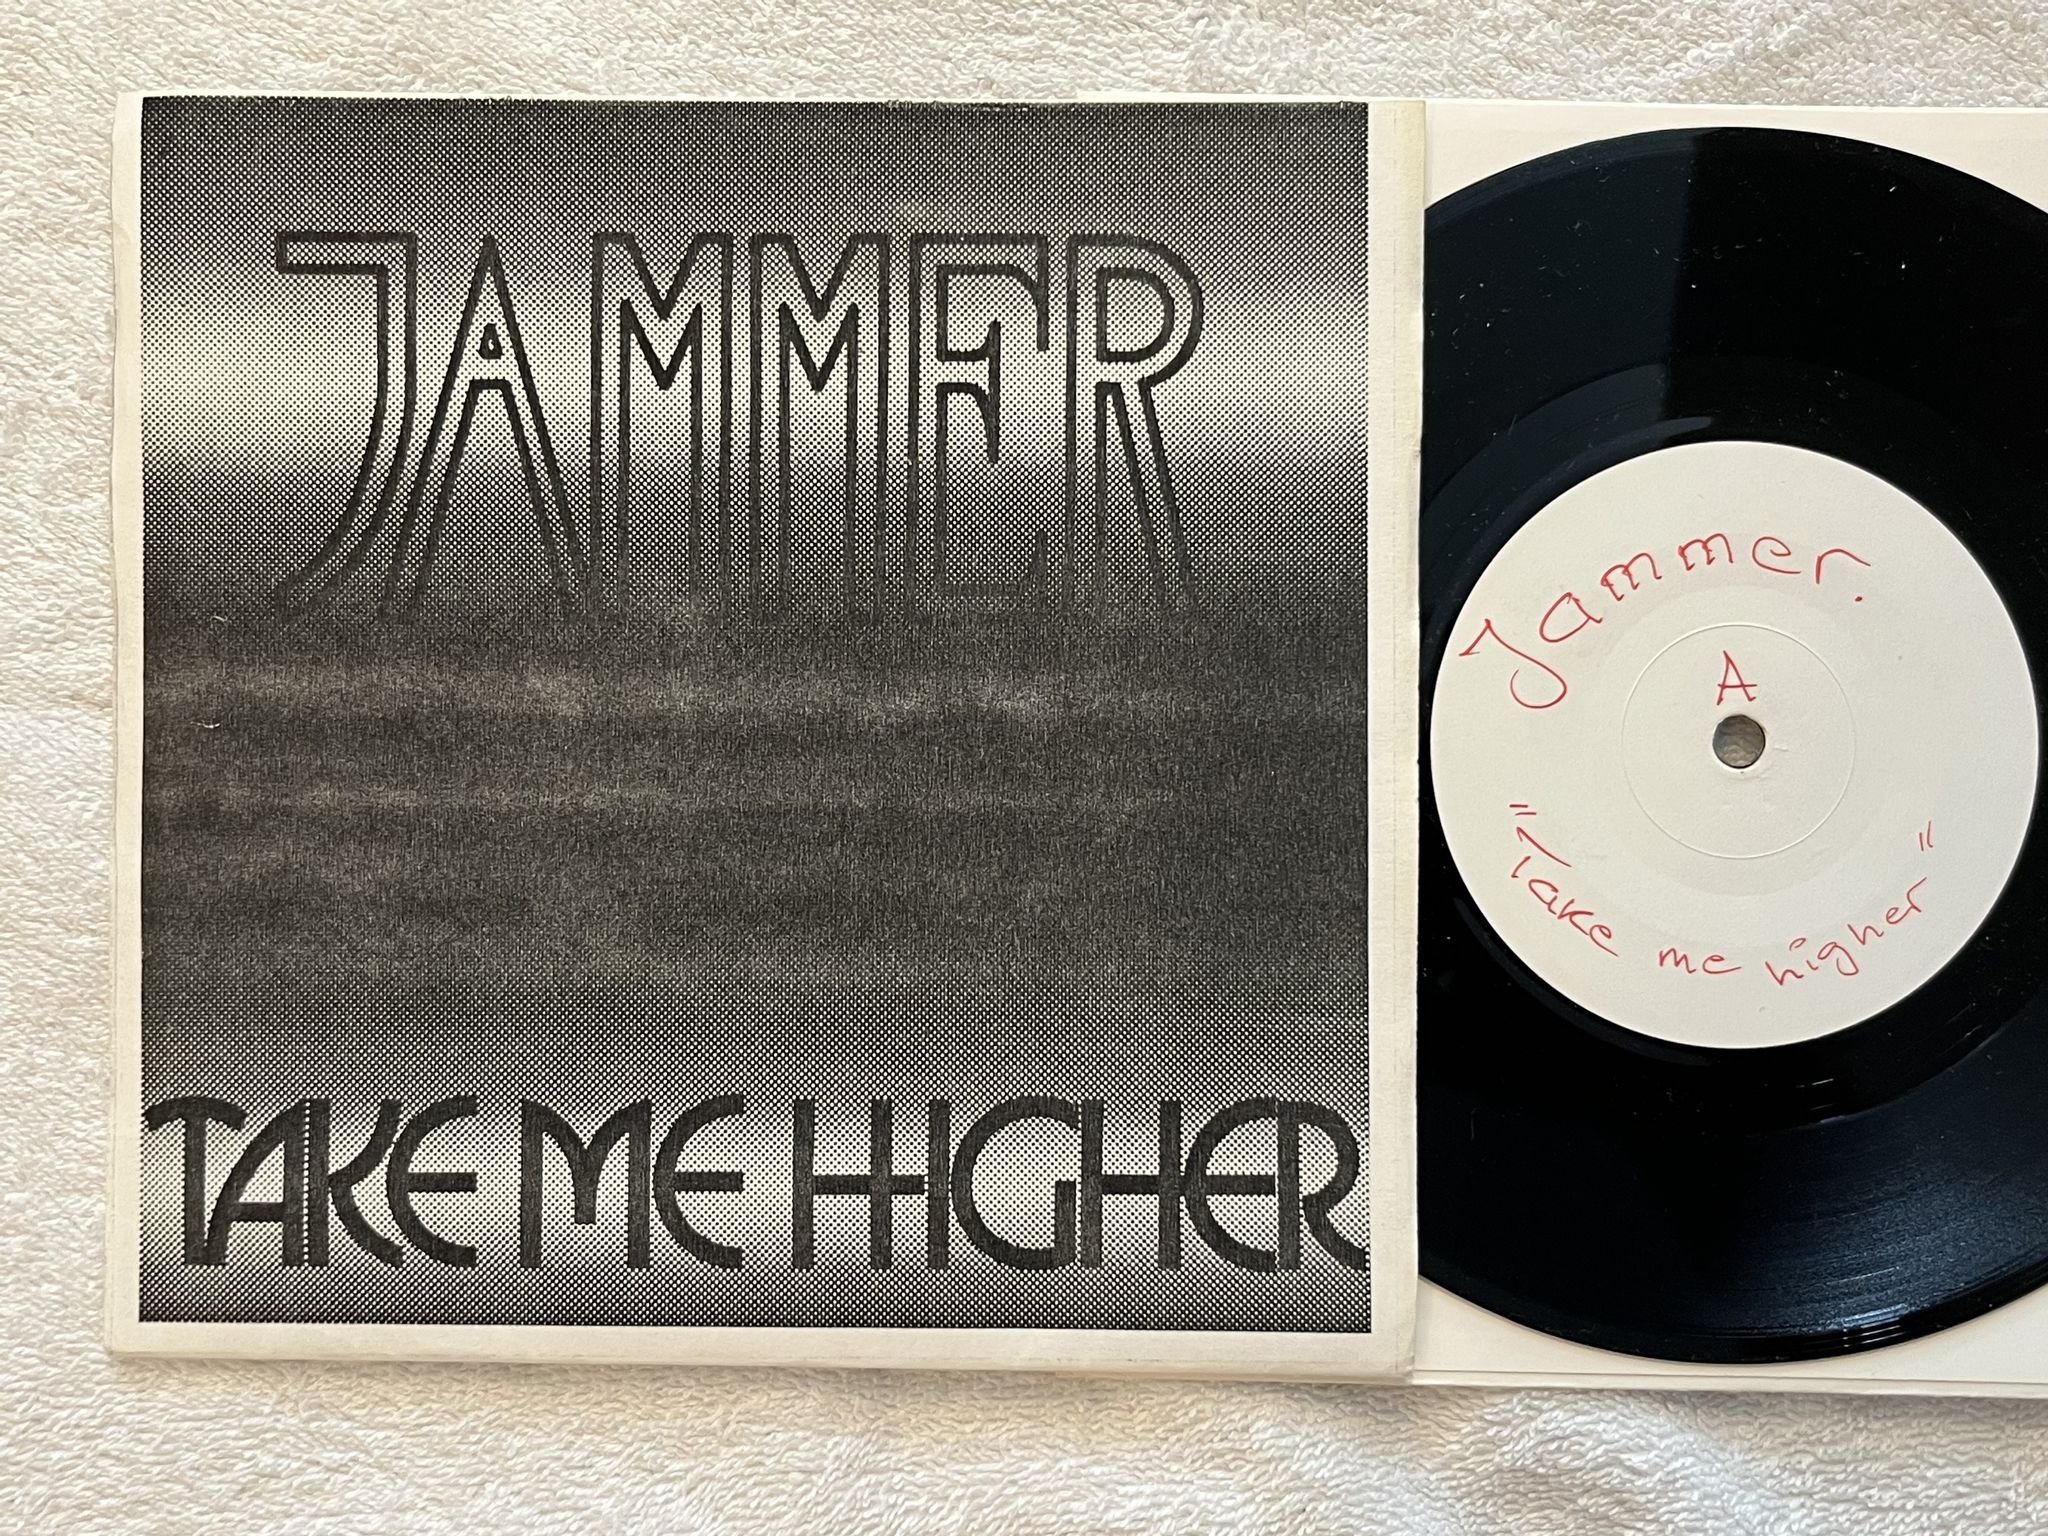 JAMMER
TAKE ME HIGHER
Jammer.
A
"Take me higher"